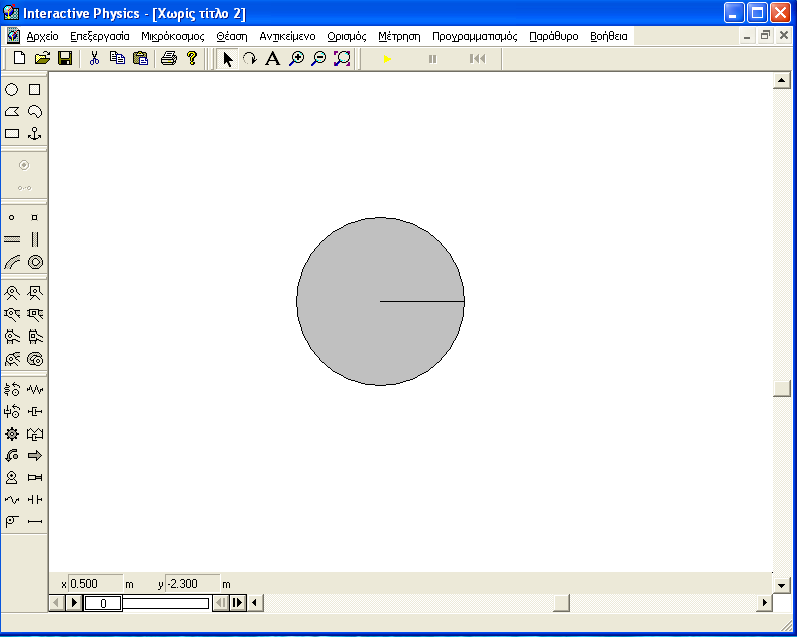 Interactive Physics - [Χωρίς τίτλο 2]
Αρχείο Επεξεργασία Μικρόκοσμος Θέαση Αντικείμενο Ορισμός Μέτρηση Προγραμματισμός Παράθυρο Βοήθεια
x 0.500 m y -2.300 m
0